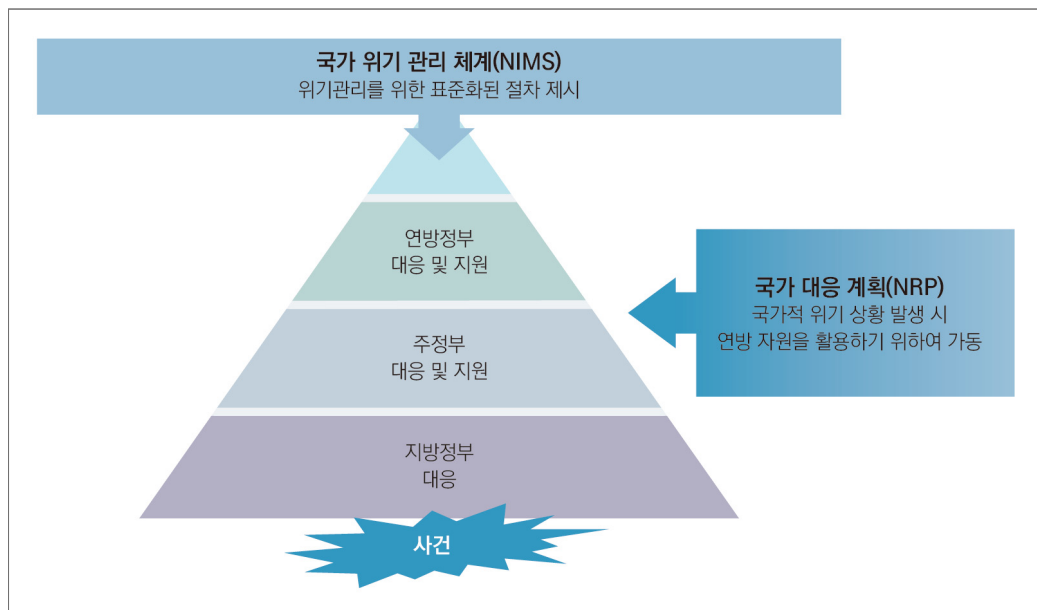 국가 위기 관리 체계(NIMS)
위기관리를 위한 표준화된 절차 제시
연방정부
대응 및 지원
국가 대응 계획(NRP)
국가적 위기 상황 발생 시
연방 자원을 활용하기 위하여 가동
주정부
대응 및 지원
지방정부
대응
사건